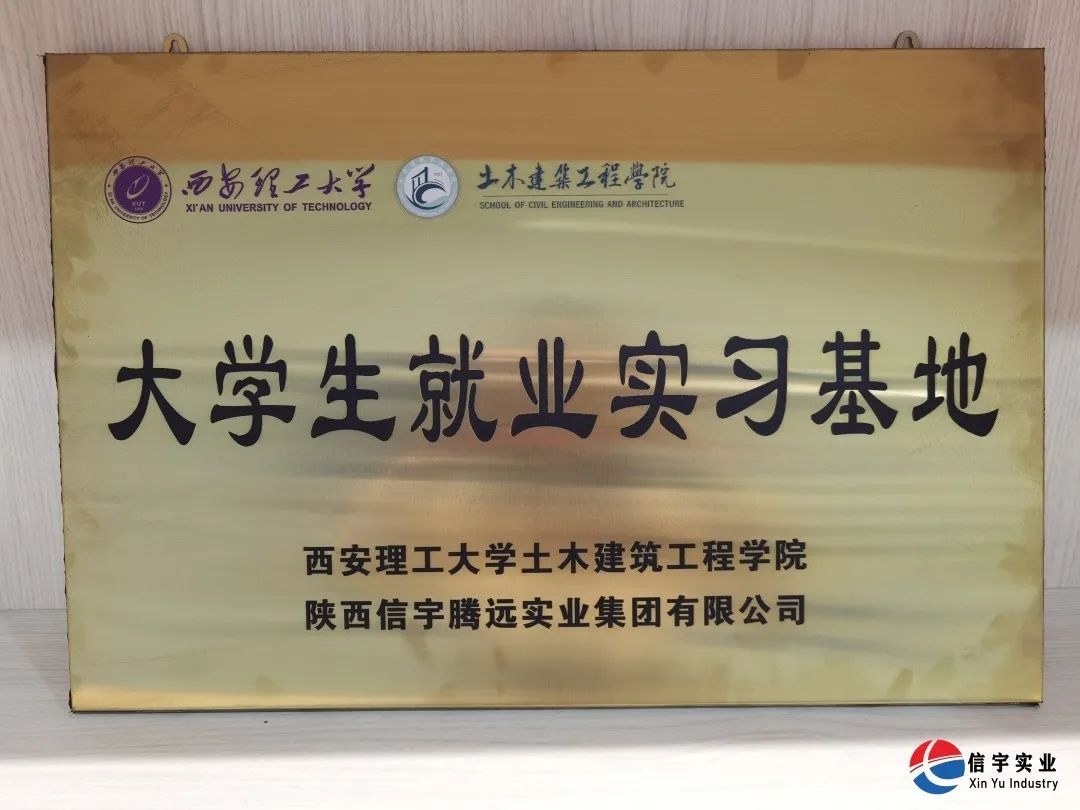 西安理工大学 土木建築工程學院
XI'AN UNIVERSITY OF TECHNOLOGY SCHOOL OF CIVIL ENGINEERING AND ARCHITECTURE
大学生就业实习基地
西安理工大学土木建筑工程学院
陕西信宇腾远实业集团有限公司
信宇实业
Xin Yu Industry